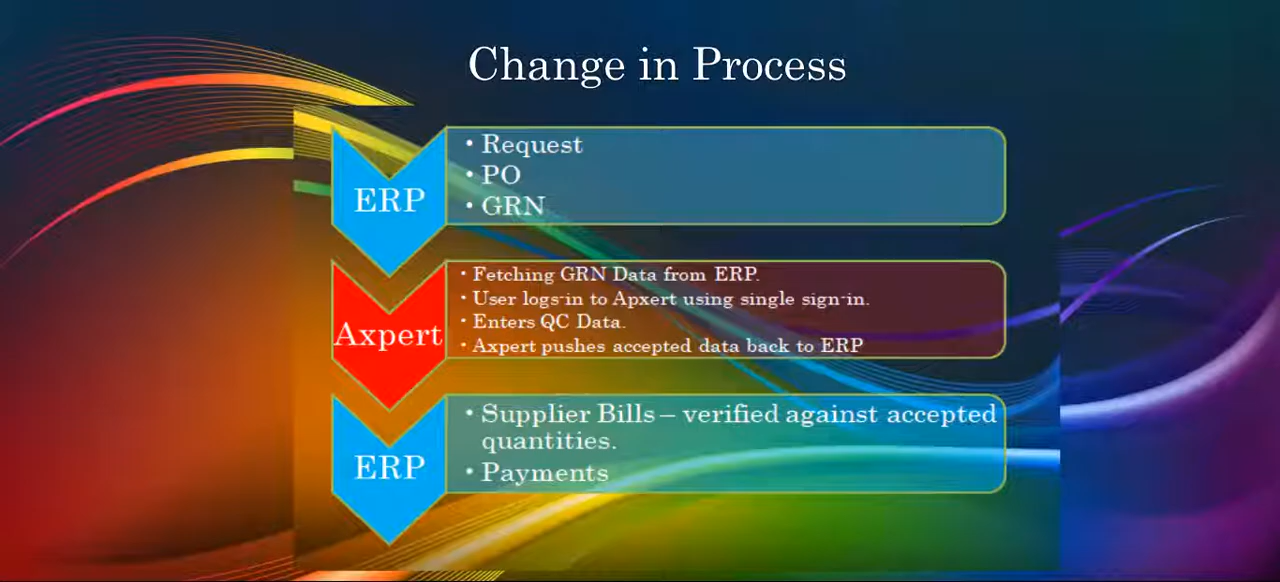 Change in Process
ERP
• Request
• PO
• GRN
Axpert
• Fetching GRN Data from ERP.
• User logs-in to Apxert using single sign-in.
• Enters QC Data.
• Axpert pushes accepted data back to ERP
ERP
• Supplier Bills – verified against accepted
quantities.
• Payments